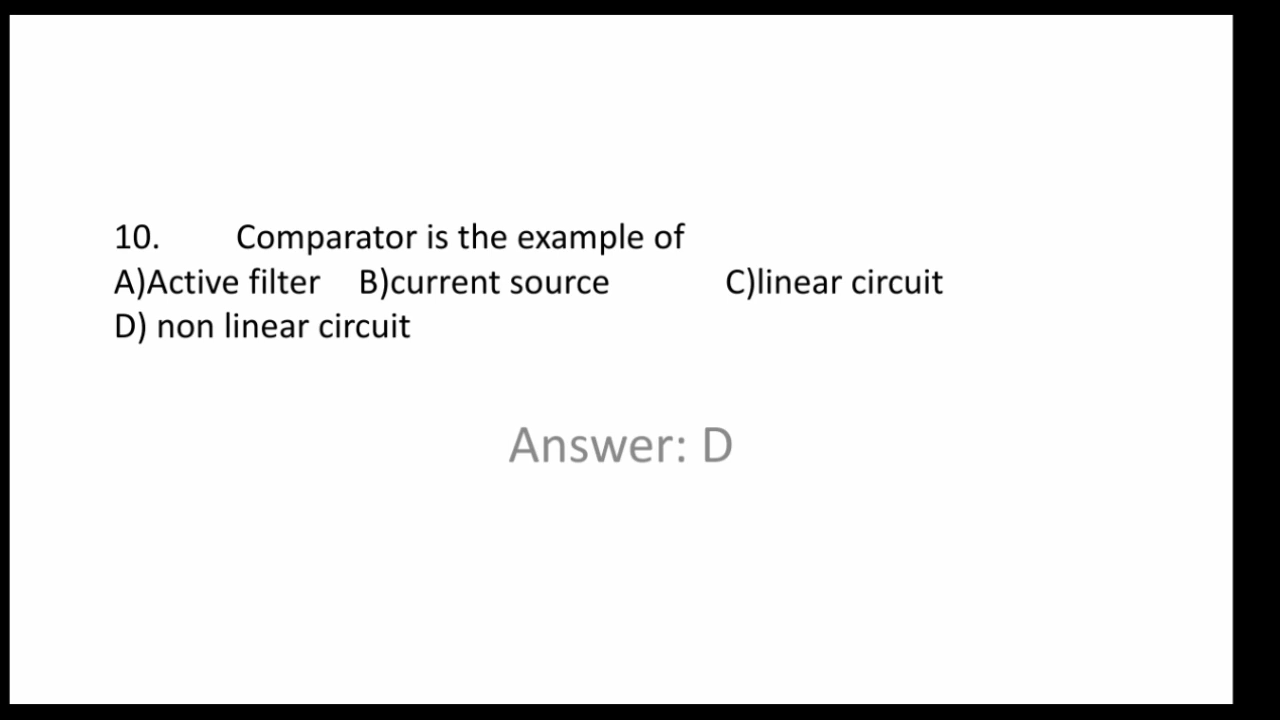 10. Comparator is the example of
A)Active filter B)current source C)linear circuit
D) non linear circuit
Answer: D